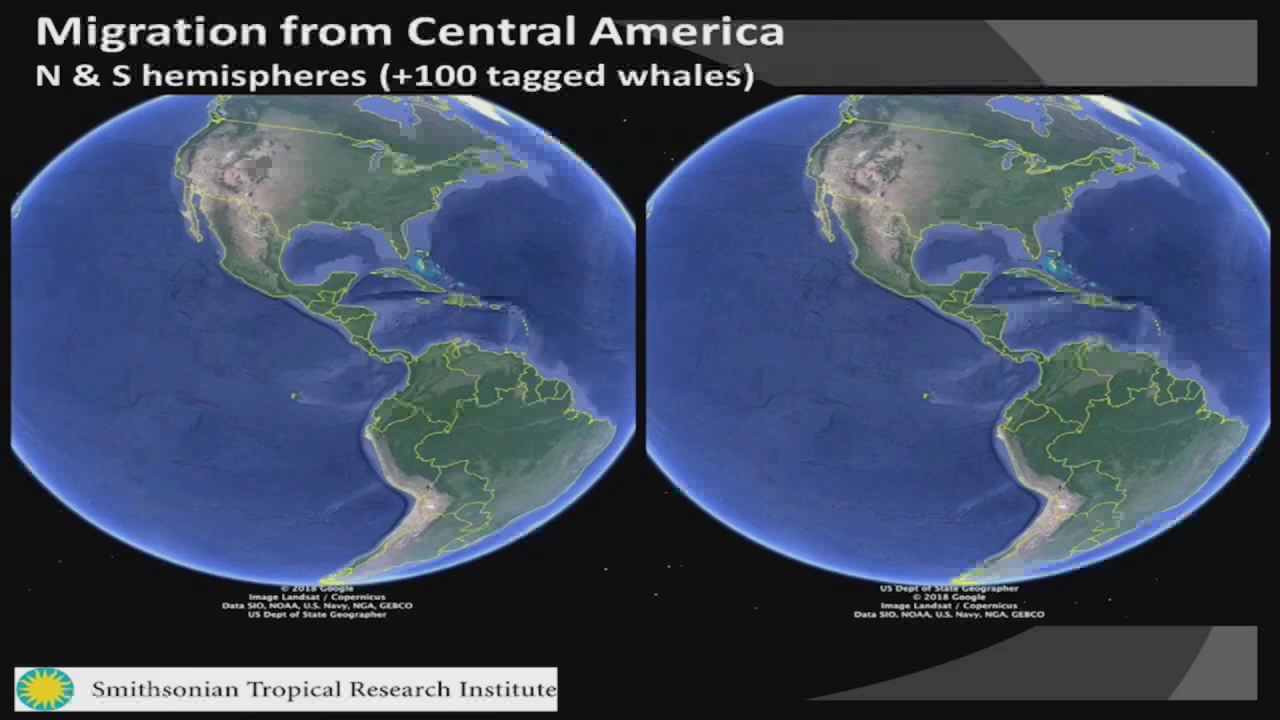 Migration from Central America
N & S hemispheres (+100 tagged whales)
© 2018 Google
Image Landsat / Copernicus
Data SIO, NOAA, U.S. Navy, NGA, GEBCO
US Dept of State Geographer
US Dept of State Geographer
© 2018 Google
Image Landsat / Copernicus
Data SIO, NOAA, U.S. Navy, NGA, GEBCO
Smithsonian Tropical Research Institute